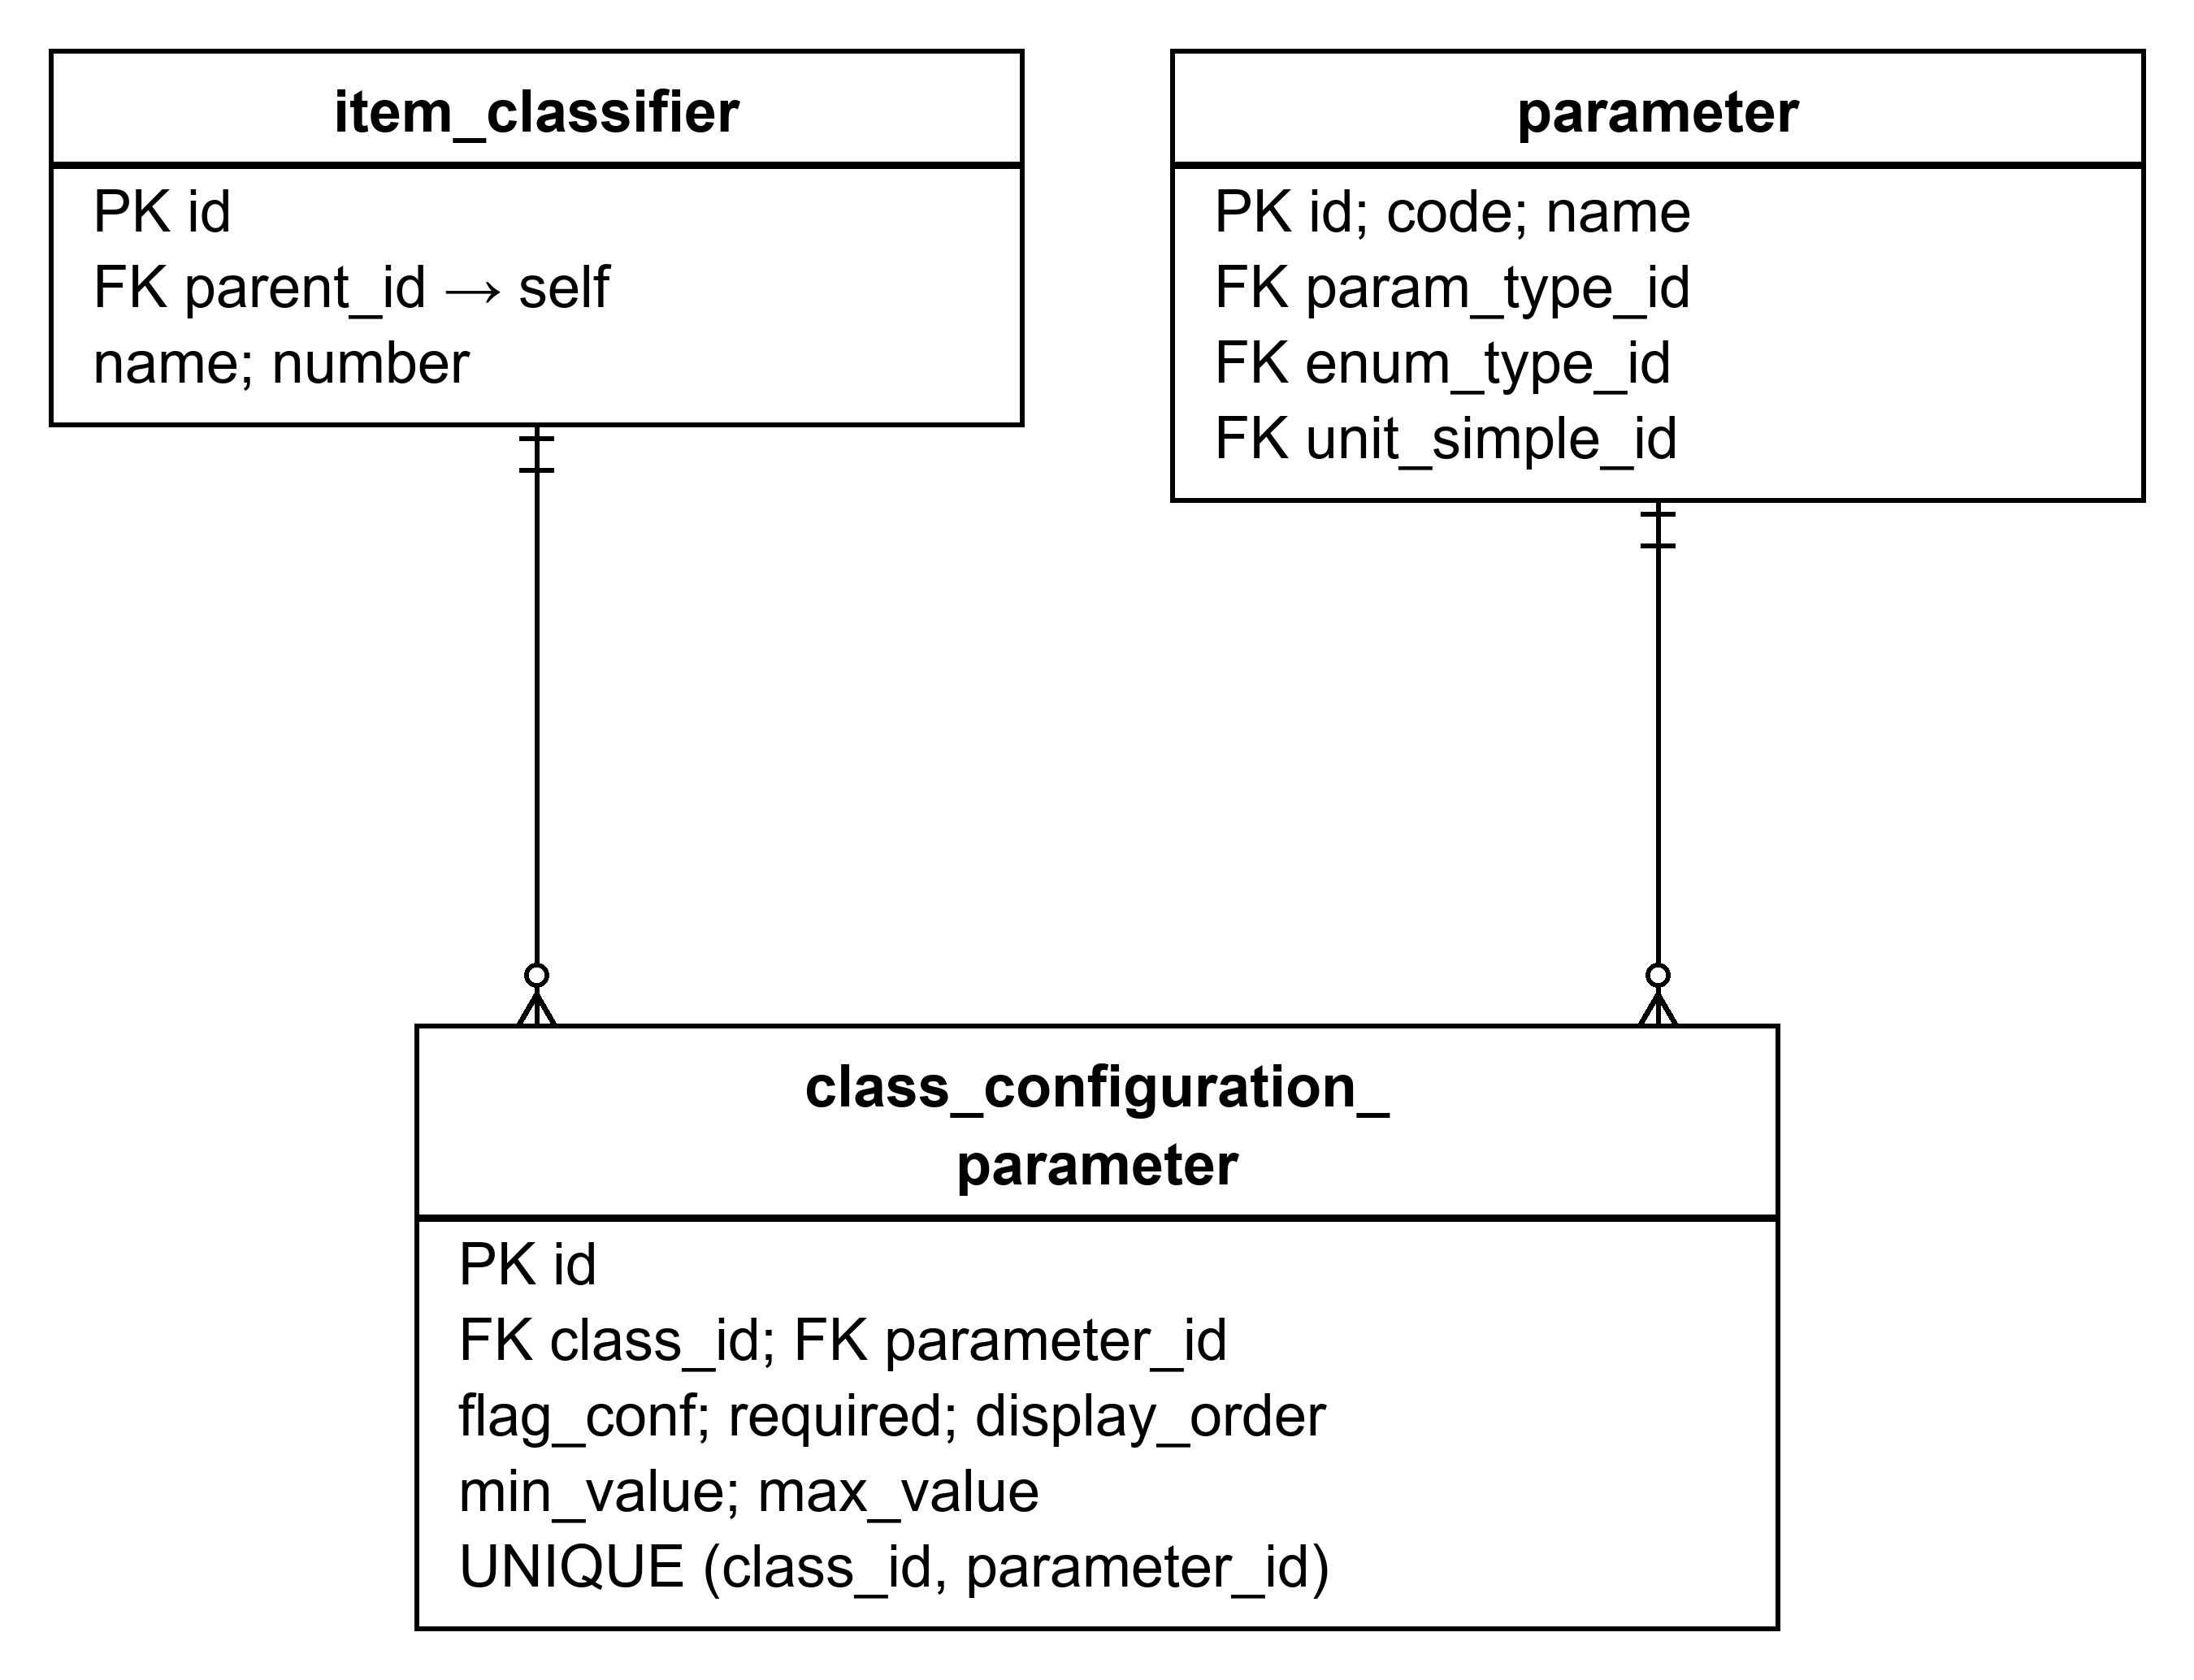 item_classifier
PK id
FK parent_id → self
name; number
parameter
PK id; code; name
FK param_type_id
FK enum_type_id
FK unit_simple_id
class_configuration_
parameter
PK id
FK class_id; FK parameter_id
flag_conf; required; display_order
min_value; max_value
UNIQUE (class_id, parameter_id)